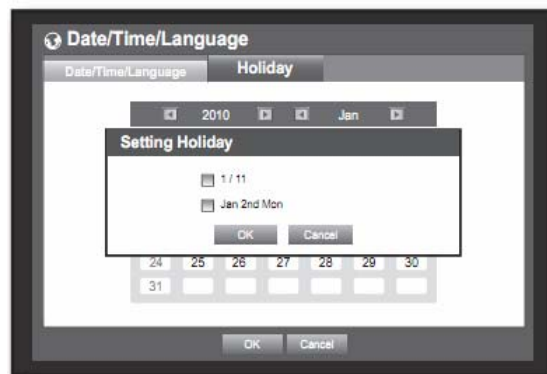 Date/Time/Language
Date/Time/Language Holiday
2010 Jan
Setting Holiday
1 / 11
Jan 2nd Mon
OK Cancel
24 25 26 27 28 29 30
31
OK Cancel